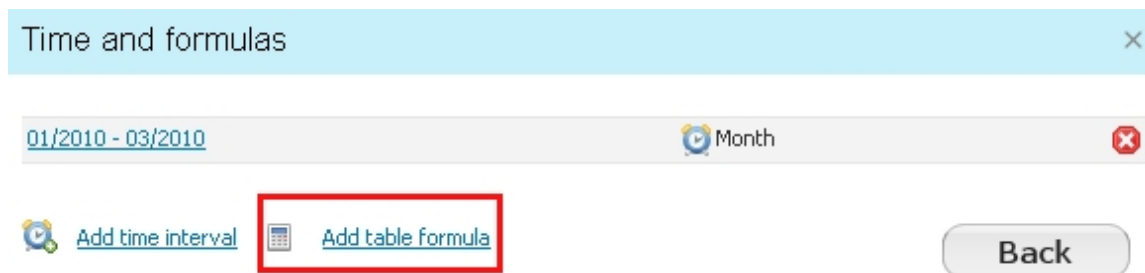 Time and formulas
01/2010 - 03/2010 Month
Add time interval Add table formula
Back